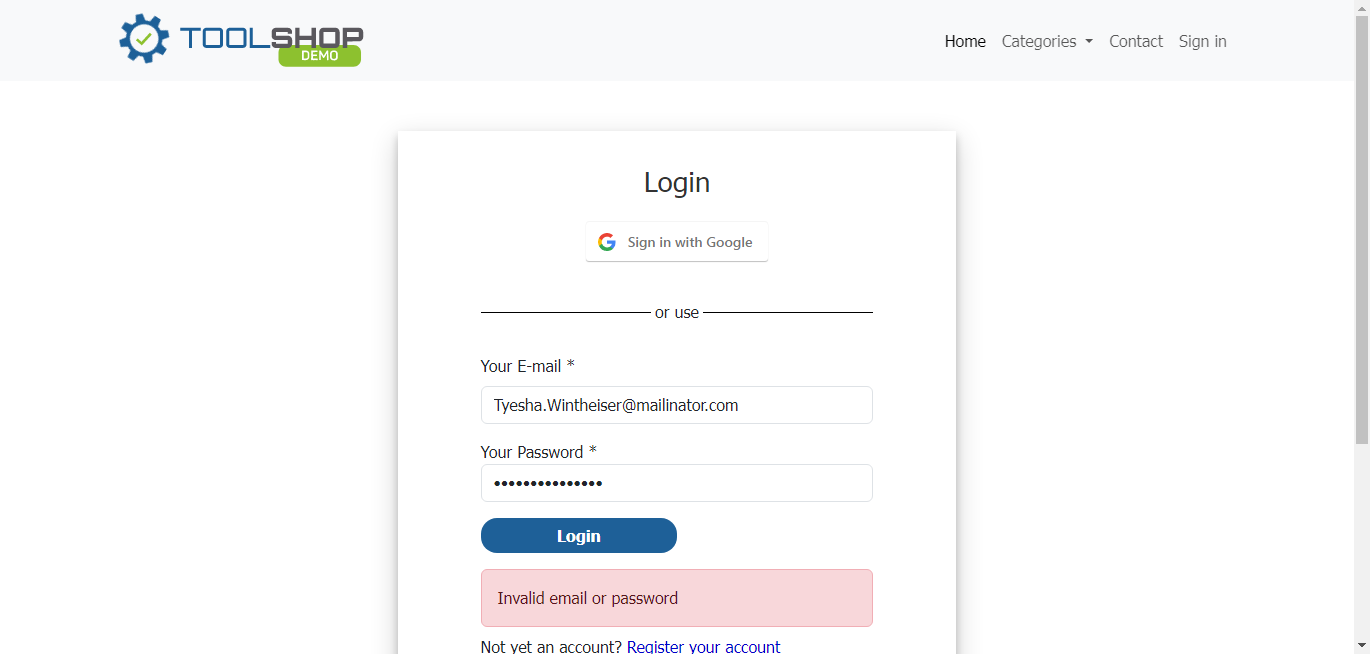 TOOLSHOP
DEMO
Home Categories Contact Sign in
Login
Sign in with Google
or use
Your E-mail *
Tyesha.Wintheiser@mailinator.com
Your Password *
•••••••••••••••
Login
Invalid email or password
Not yet an account? Register your account